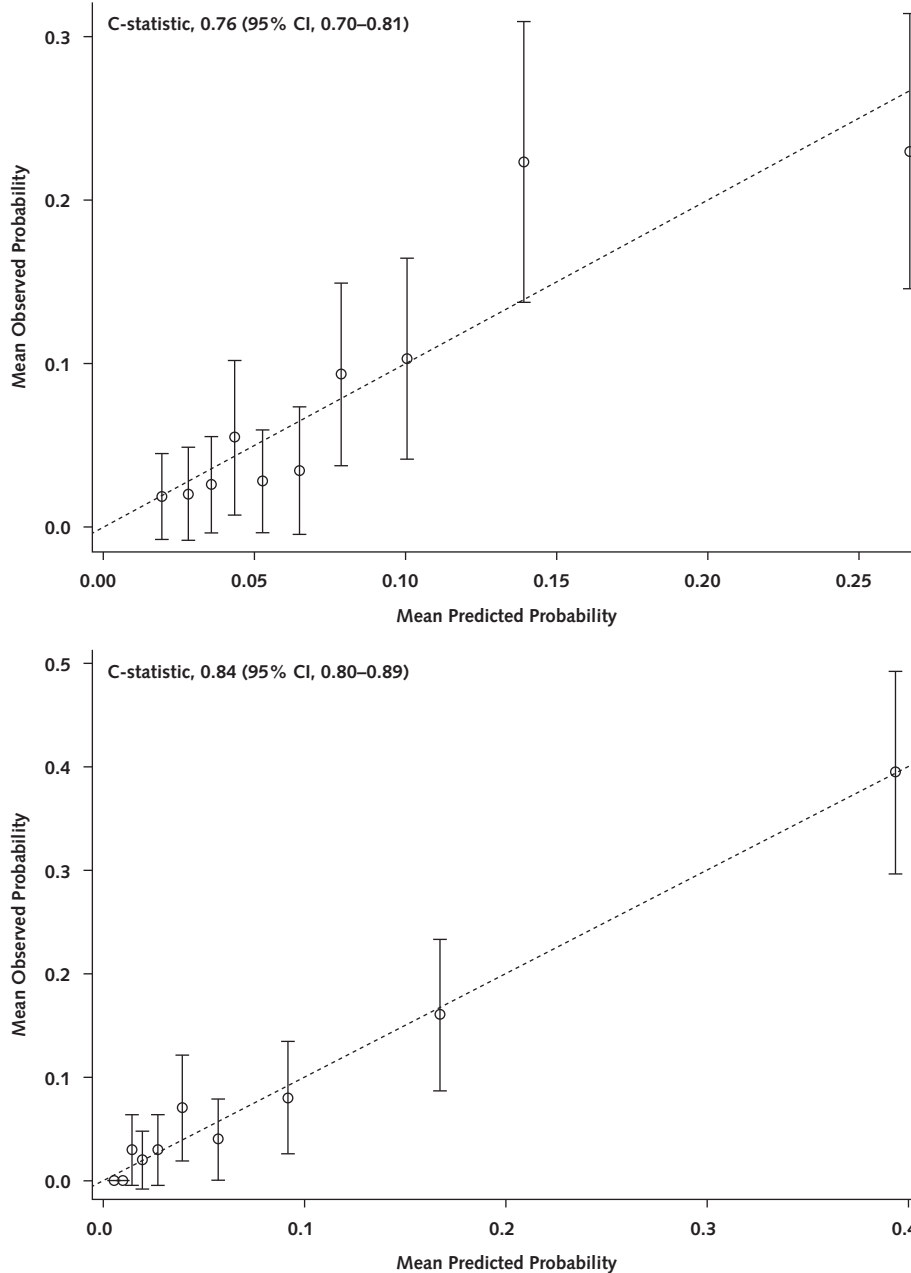 C-statistic, 0.76 (95% CI, 0.70–0.81)
0.3
0.2
0.1
0.0
Mean Observed Probability
0.00 0.05 0.10 0.15 0.20 0.25
Mean Predicted Probability
C-statistic, 0.84 (95% CI, 0.80–0.89)
0.5
0.4
0.3
0.2
0.1
0.0
Mean Observed Probability
0.0 0.1 0.2 0.3 0.4
Mean Predicted Probability